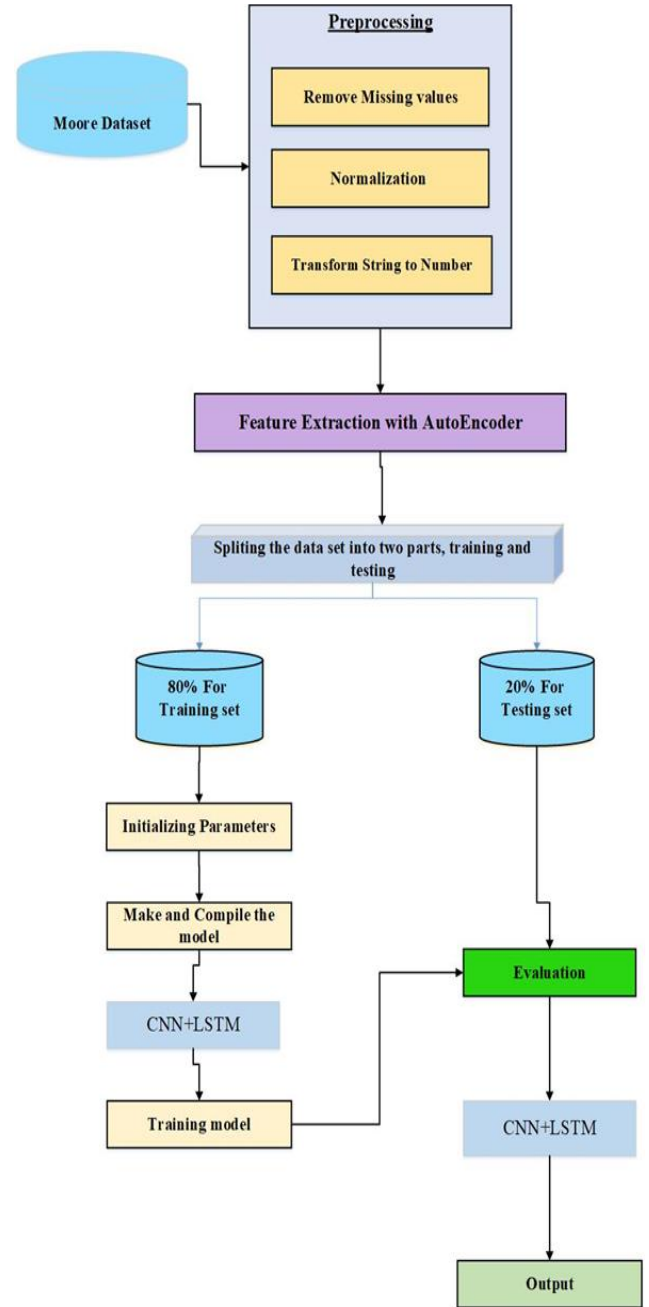 Preprocessing
Remove Missing values
Moore Dataset
Normalization
Transform String to Number
Feature Extraction with AutoEncoder
Spliting the data set into two parts, training and
testing
80% For
Training set
20% For
Testing set
Initializing Parameters
Make and Compile the
model
Evaluation
CNN+LSTM
Training model
CNN+LSTM
Output